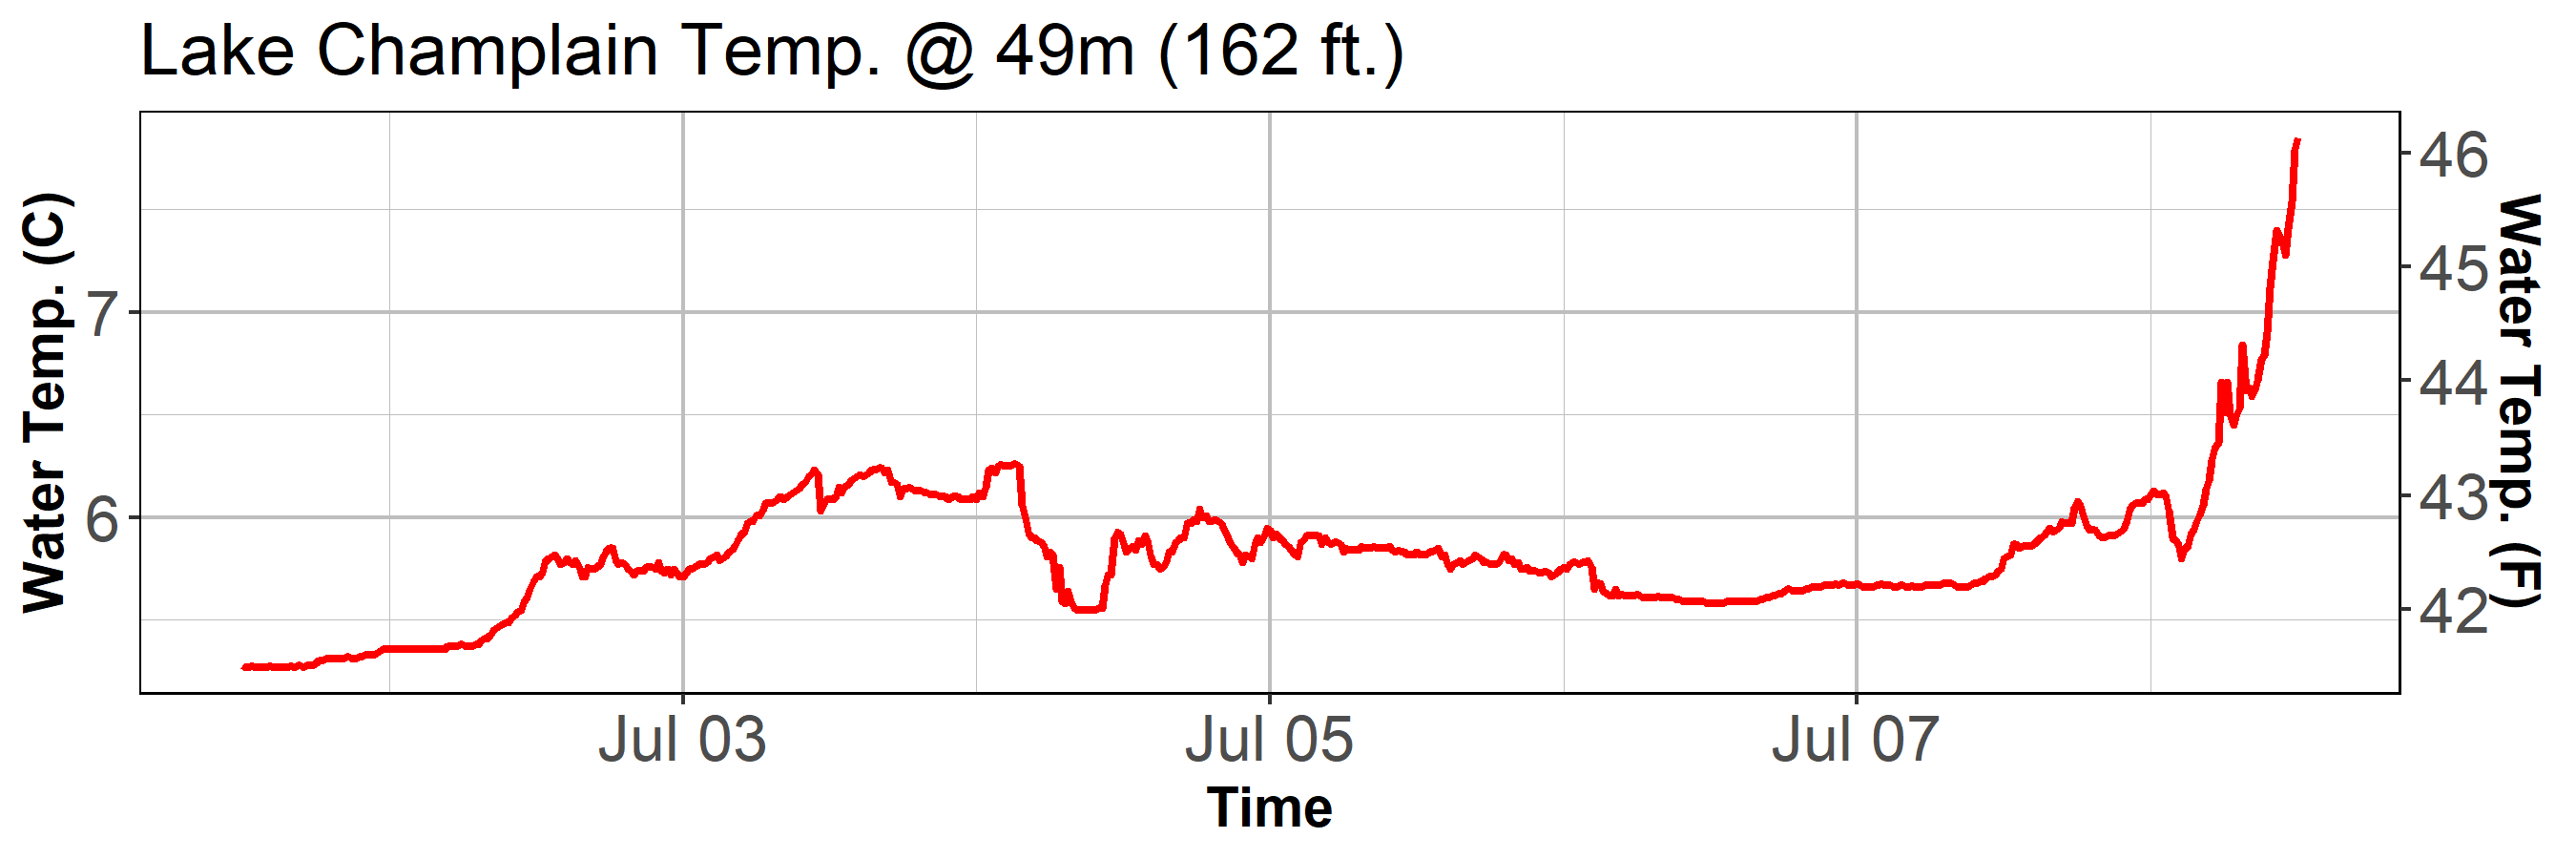 Lake Champlain Temp. @ 49m (162 ft.)
Water Temp. (C)
7
6
46
45
44
43
42
Water Temp. (F)
Jul 03 Jul 05 Jul 07
Time